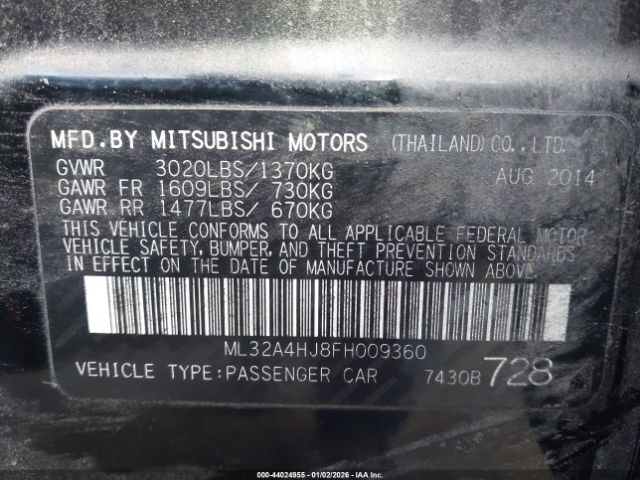 MFD.BY MITSUBISHI MOTORS (THAILAND)CO.,LTD.
GVWR 3020LBS/1370KG AUG 2014
GAWR FR 1609LBS/ 730KG
GAWR RR 1477LBS/ 670KG
THIS VEHICLE CONFORMS TO ALL APPLICABLE FEDERAL MOTOR
VEHICLE SAFETY, BUMPER, AND THEFT PREVENTION STANDARDS
IN EFFECT ON THE DATE OF MANUFACTURE SHOWN ABOVE.
ML32A4HJ8FH009360
VEHICLE TYPE:PASSENGER CAR 7430B 728
000-44024955 - 01/02/2026 - IAA Inc.